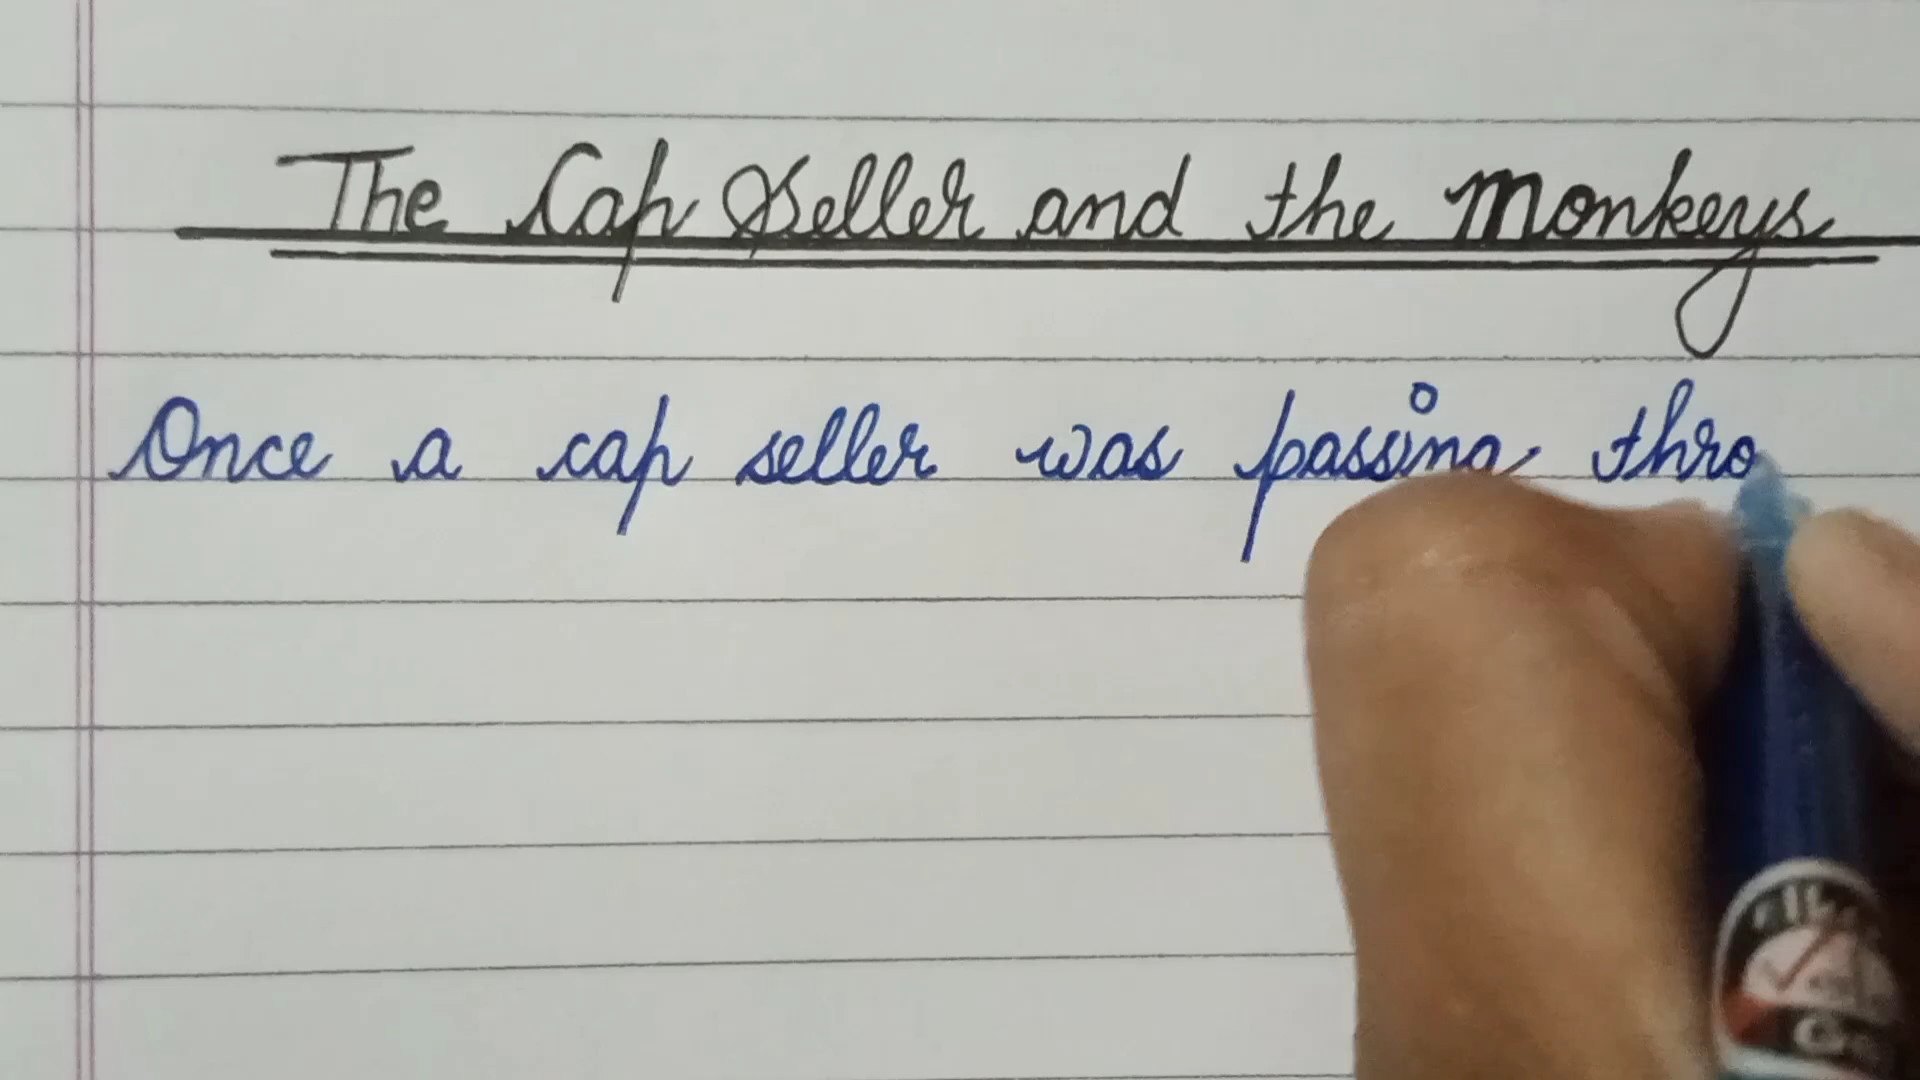 The Cap Seller and the Monkeys
Once a cap seller was passing thro